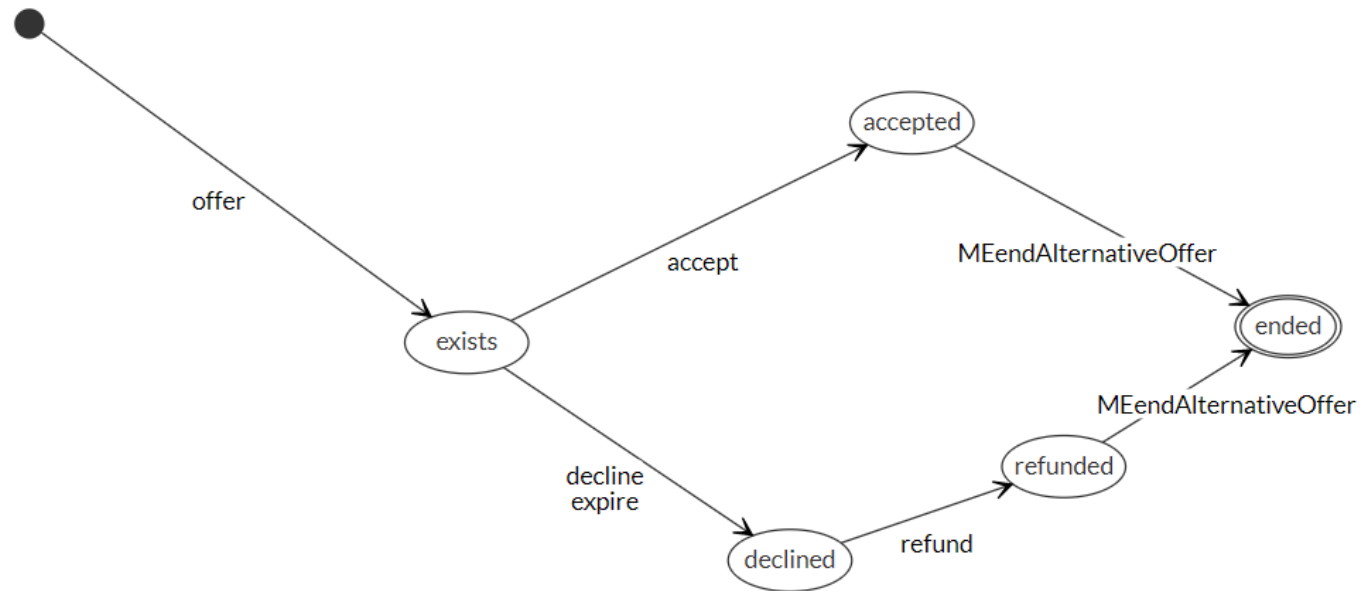 accepted
offer
MEendAlternativeOffer
accept
ended
exists
MEendAlternativeOffer
refunded
decline
expire
refund
declined